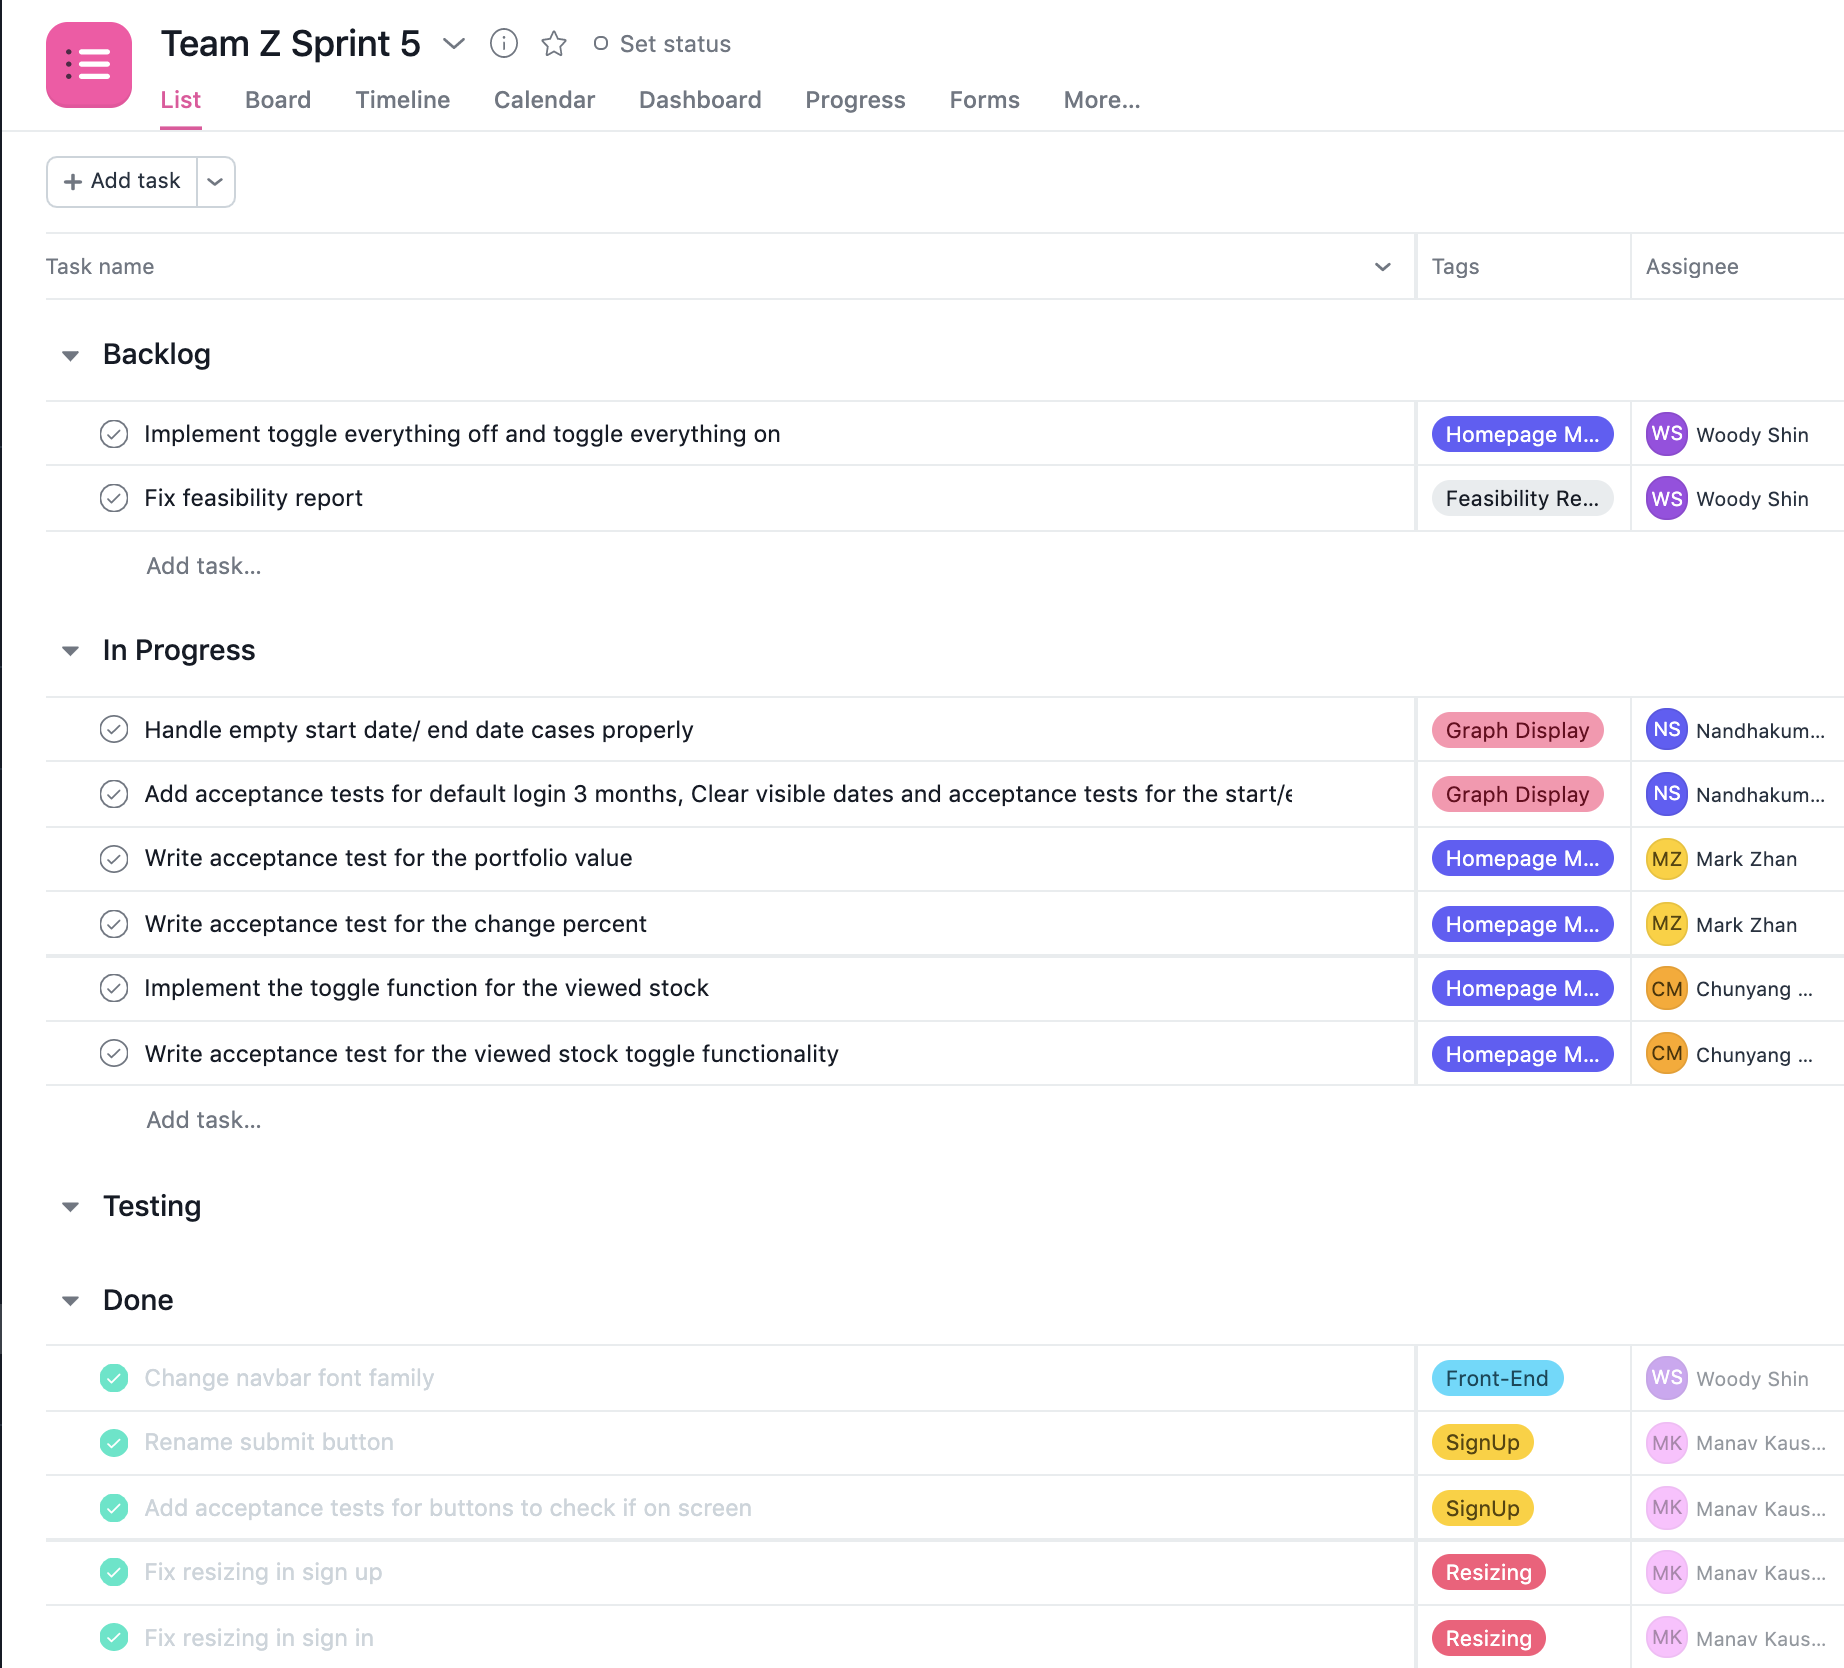 Team Z Sprint 5
Set status
List Board Timeline Calendar Dashboard Progress Forms More...
+ Add task
Task name Tags Assignee
Backlog
Implement toggle everything off and toggle everything on Homepage M... WS Woody Shin
Fix feasibility report Feasibility Re... WS Woody Shin
Add task...
In Progress
Handle empty start date/ end date cases properly Graph Display NS Nandhakum...
Add acceptance tests for default login 3 months, Clear visible dates and acceptance tests for the start/e Graph Display NS Nandhakum...
Write acceptance test for the portfolio value Homepage M... MZ Mark Zhan
Write acceptance test for the change percent Homepage M... MZ Mark Zhan
Implement the toggle function for the viewed stock Homepage M... CM Chunyang ...
Write acceptance test for the viewed stock toggle functionality Homepage M... CM Chunyang ...
Add task...
Testing
Done
Change navbar font family Front-End WS Woody Shin
Rename submit button SignUp MK Manav Kaus...
Add acceptance tests for buttons to check if on screen SignUp MK Manav Kaus...
Fix resizing in sign up Resizing MK Manav Kaus...
Fix resizing in sign in Resizing MK Manav Kaus...